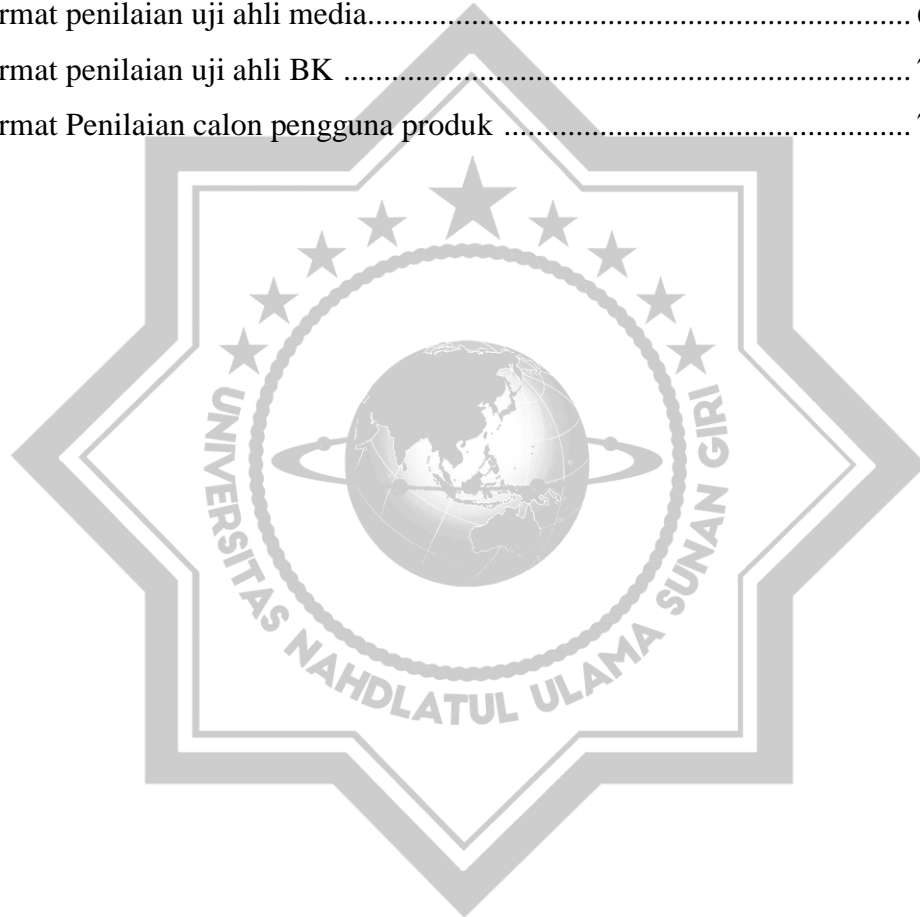 rmat penilaian uji ahli media
rmat penilaian uji ahli BK
rmat Penilaian calon pengguna produk
UNIVERSITAS NAHDLATUL ULAMA SUNAN GIRI